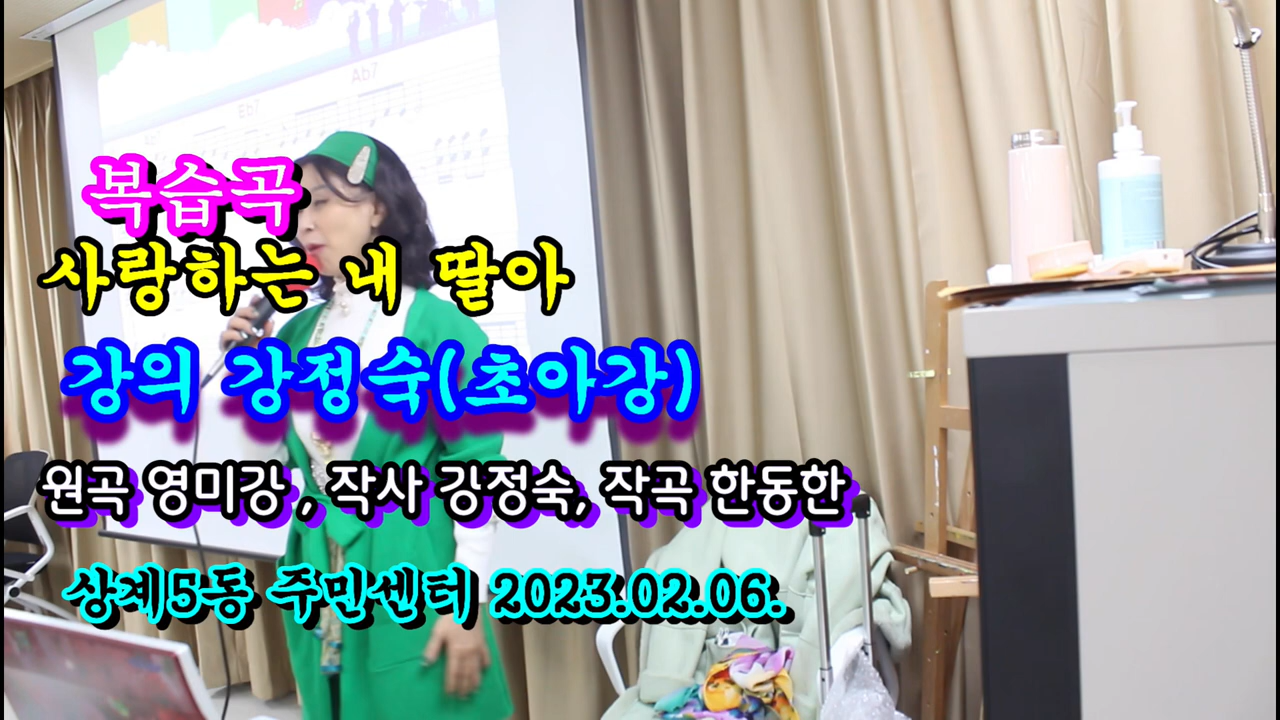 Ab7
Eb7
복습곡
사랑하는 내 딸아
강의 강정숙(초아강)
원곡 영미강 , 작사 강정숙, 작곡 한동한
상계5동 주민센터 2023.02.06.